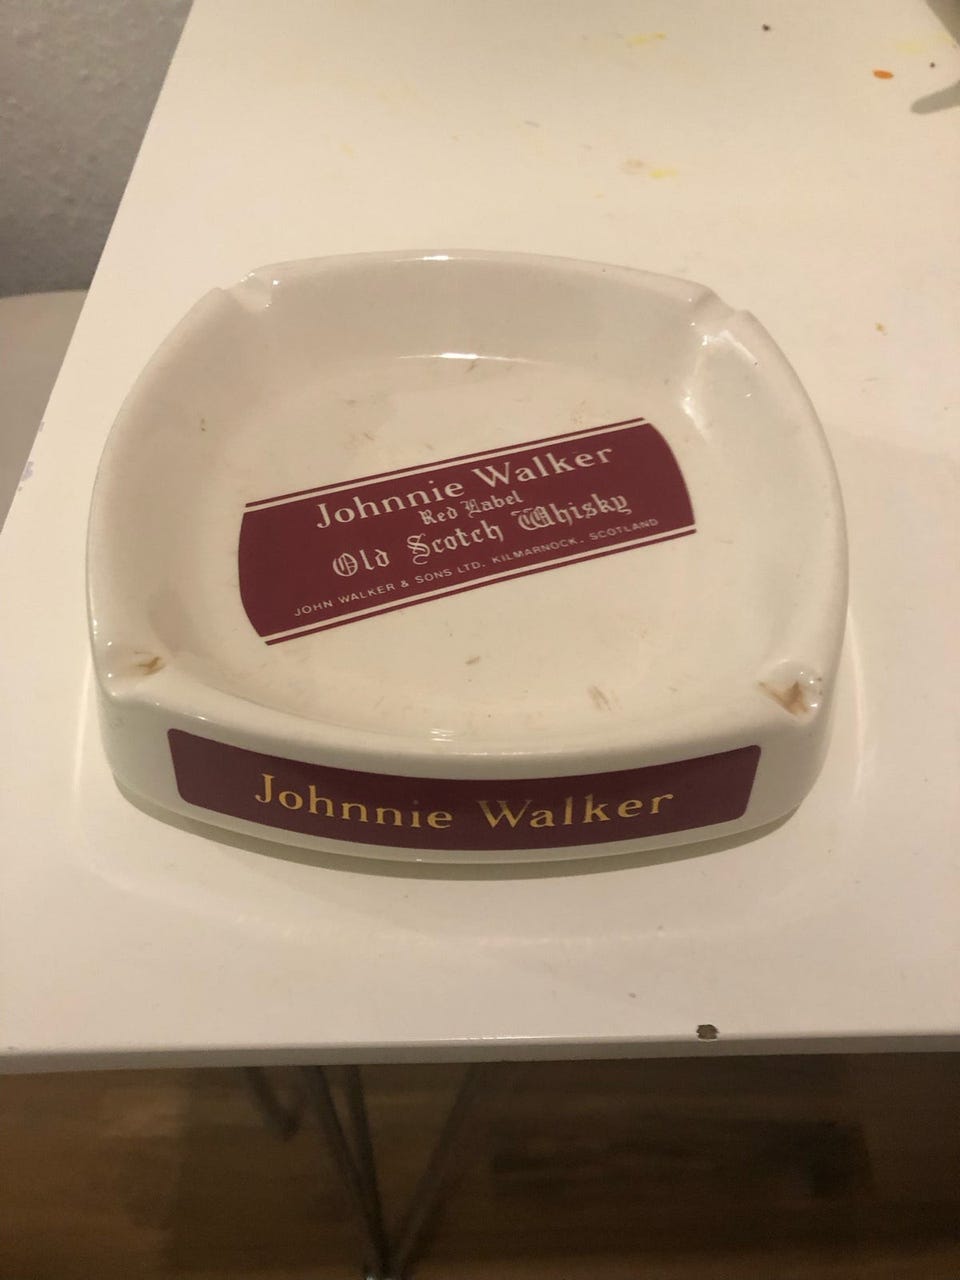 Johnnie Walker
Red Label
Old Scotch Whisky
JOHN WALKER & SONS LTD. KILMARNOCK. SCOTLAND
Johnnie Walker